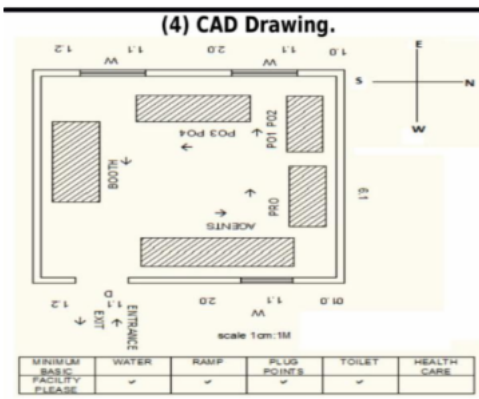 (4) CAD Drawing.
1.2 1.1 2.0 1.1 1.0
W W
E
S N
W
PO3 PO4
PO1 PO2
BOOTH
PRO
6.1
AGENTS
D
1.2 1.1 2.0 1.1 01.0
W
EXIT
ENTRANCE
scale 1cm:1M
MINIMUM BASIC FACILITY PLEASE
WATER
RAMP
PLUG POINTS
TOILET
HEALTH CARE